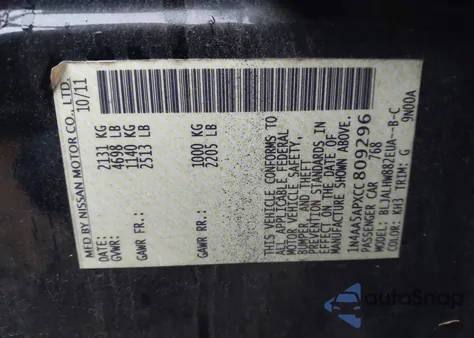 MFD BY NISSAN MOTOR CO., LTD.
10/11
GVWR: 2131 KG
4698 LB
GAWR FR: 1140 KG
2513 LB
GAWR RR: 1000 KG
2205 LB
THIS VEHICLE CONFORMS TO ALL
APPLICABLE FEDERAL
MOTOR VEHICLE SAFETY,
BUMPER, AND THEFT
PREVENTION STANDARDS IN
EFFECT ON THE DATE OF
MANUFACTURE SHOWN ABOVE.
1N4AA5APXCC809296
PASSENGER CAR 768
MODEL: BLJALHW882EUA--B-C
COLOR: KH3 TRIM: G 9N00A
autoSnap